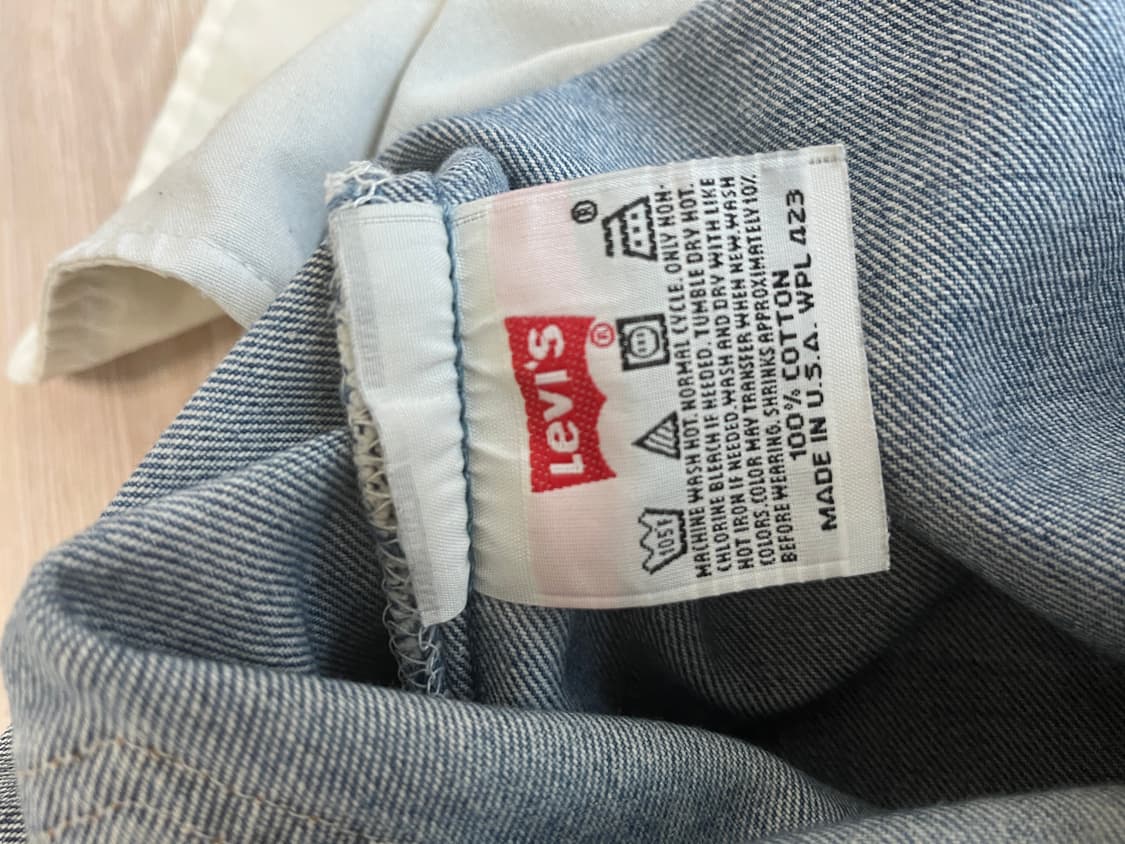 LEVI'S ®
105F
®
MACHINE WASH HOT. NORMAL CYCLE. ONLY NON-
CHLORINE BLEACH IF NEEDED. TUMBLE DRY HOT.
HOT IRON IF NEEDED. WASH AND DRY WITH LIKE
COLORS. COLOR MAY TRANSFER WHEN NEW. WASH
BEFORE WEARING. SHRINKS APPROXIMATELY 10%.
100% COTTON
MADE IN U.S.A. WPL 423